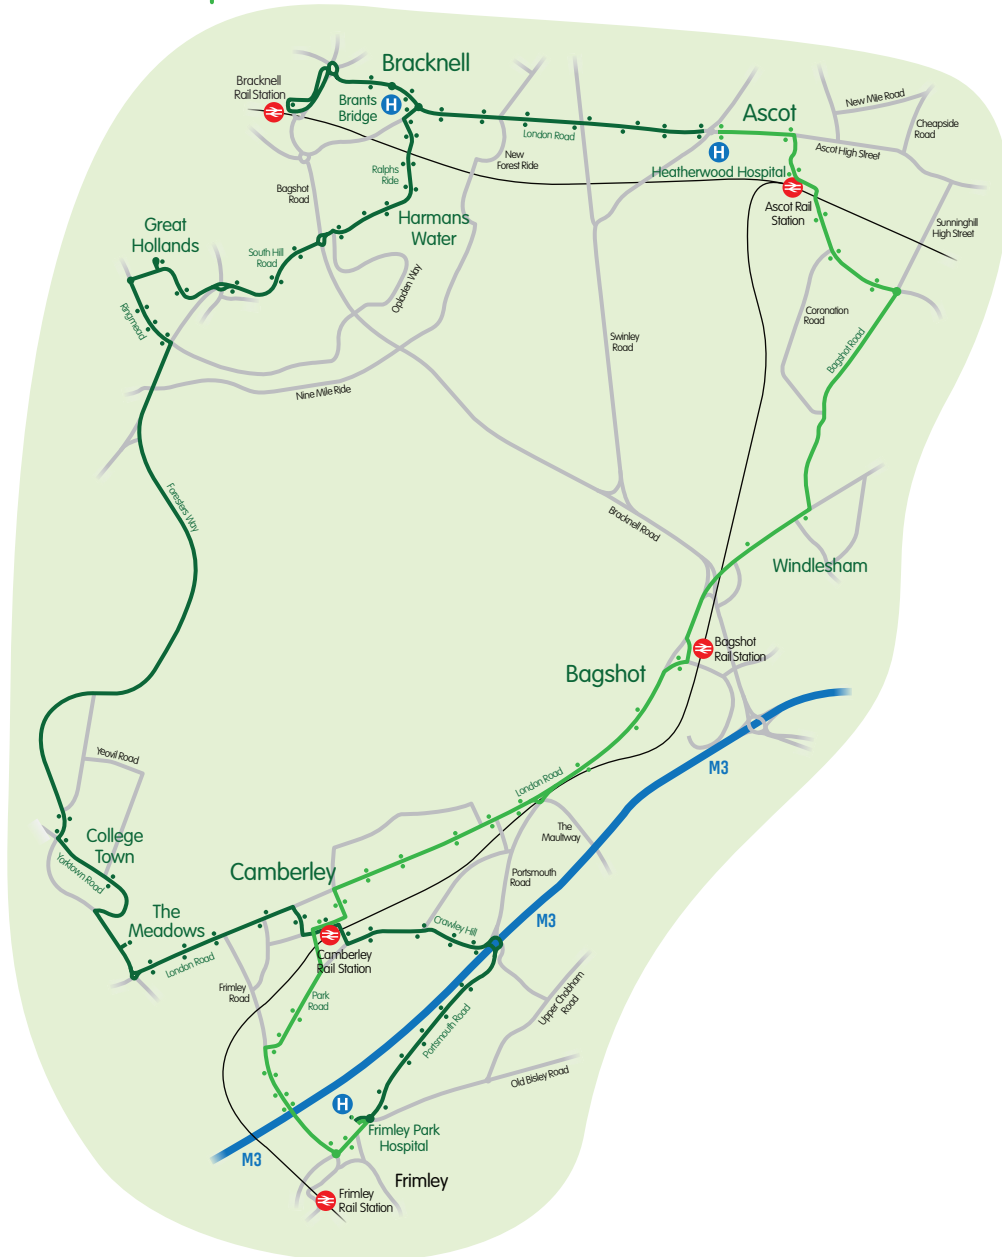 Bracknell
Bracknell
Rail Station
Brants
Bridge
H
Ascot
New Mile Road
Cheapside
Road
London Road
Ascot High Street
H
Heatherwood Hospital
New
Forest Ride
Ralphs
Ride
Bagshot
Road
Ascot Rail
Station
Harmans
Water
Sunninghill
High Street
Great
Hollands
South Hill
Road
Opladen Way
Ringmead
Coronation
Road
Swinley
Road
Bagshot Road
Nine Mile Ride
Foresters Way
Bracknell Road
Windlesham
Bagshot
Rail Station
Bagshot
M3
Yeovil Road
London Road
The
Maultway
College
Town
Yorktown Road
Camberley
Portsmouth
Road
M3
The
Meadows
Crawley Hill
London Road
Camberley
Rail Station
Frimley
Road
Park
Road
Upper Chobham
Road
Portsmouth Road
Old Bisley Road
H
Frimley Park
Hospital
M3
Frimley
Frimley
Rail Station